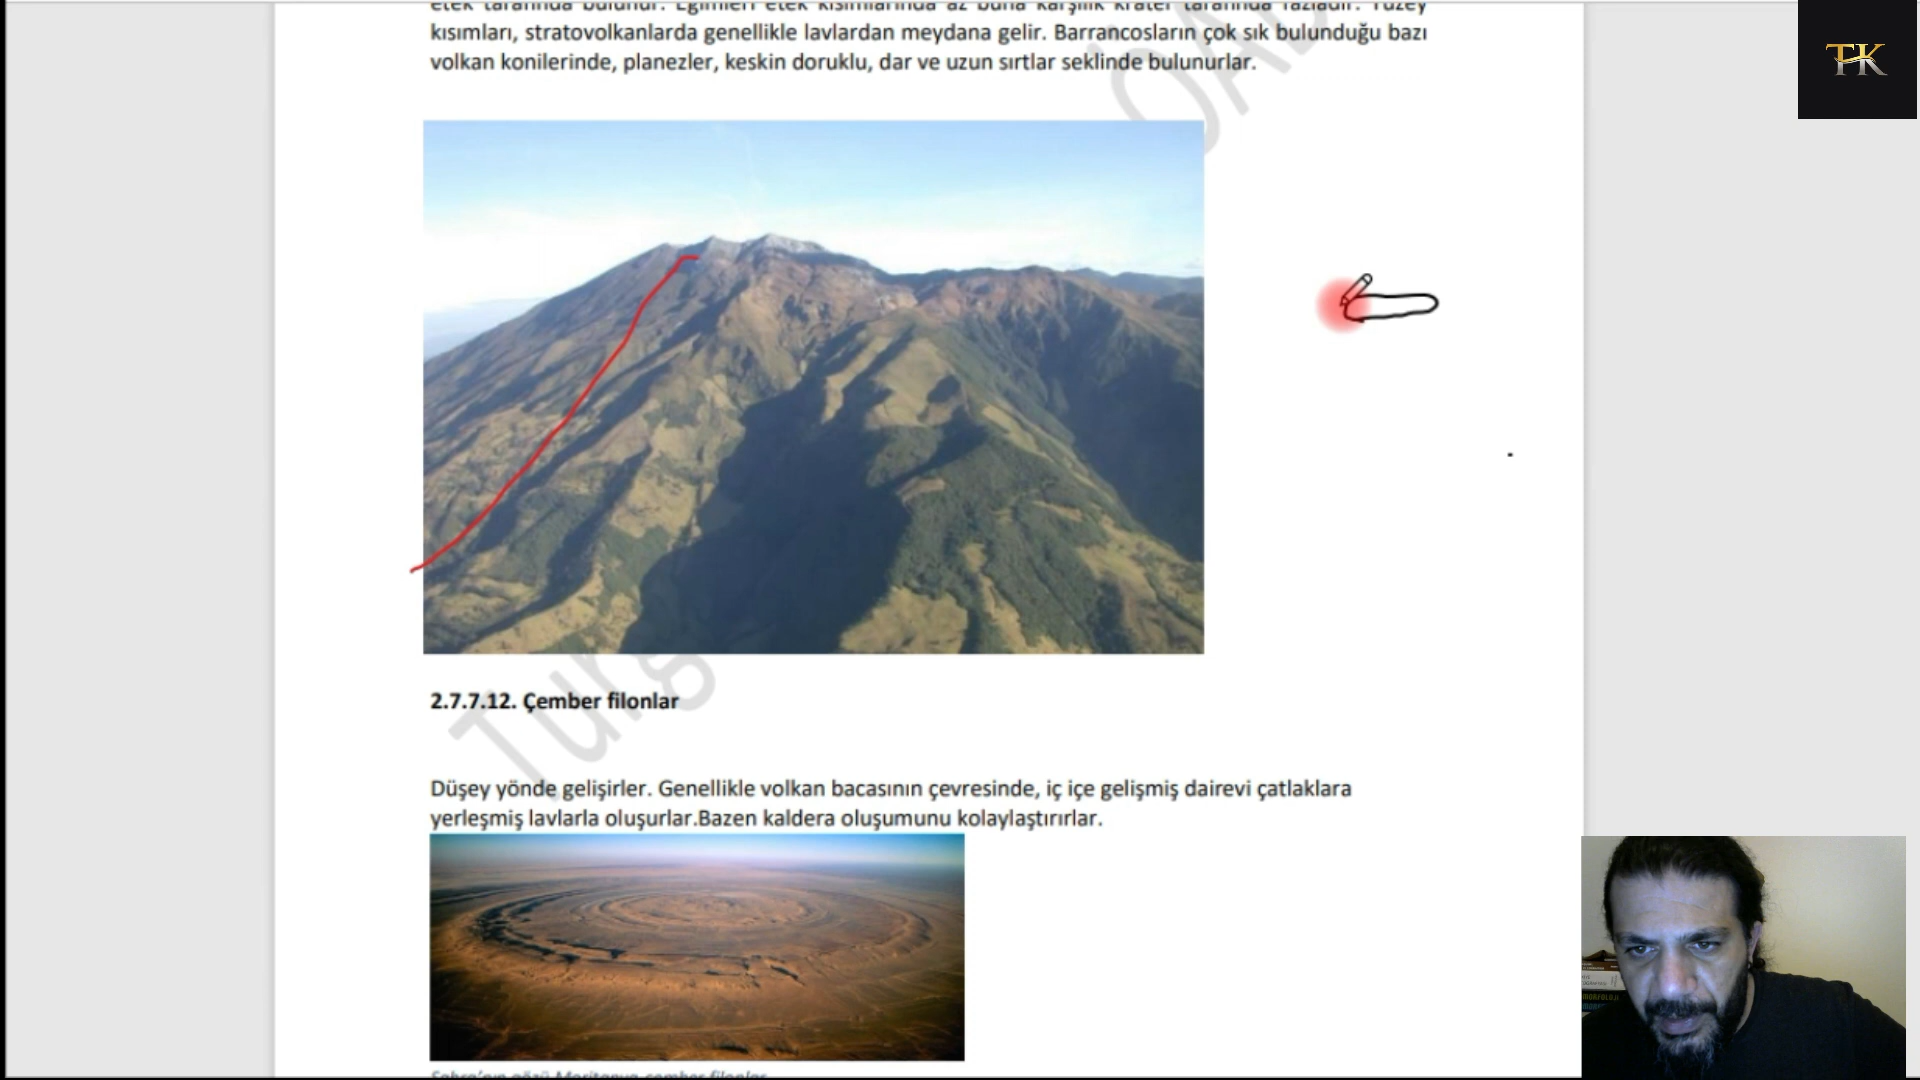 etek tarafında bulunur. Eğimleri etek kısımlarında az buna karşılık krater tarafında fazladır. Yüzey
kısımları, stratovolkanlarda genellikle lavlardan meydana gelir. Barrancosların çok sık bulunduğu bazı
volkan konilerinde, planezler, keskin doruklu, dar ve uzun sırtlar seklinde bulunurlar.
TK
2.7.7.12. Çember filonlar
Düşey yönde gelişirler. Genellikle volkan bacasının çevresinde, iç içe gelişmiş dairevi çatlaklara
yerleşmiş lavlarla oluşurlar.Bazen kaldera oluşumunu kolaylaştırırlar.
Sahra'nın gözü Moritanya-çember filonlar